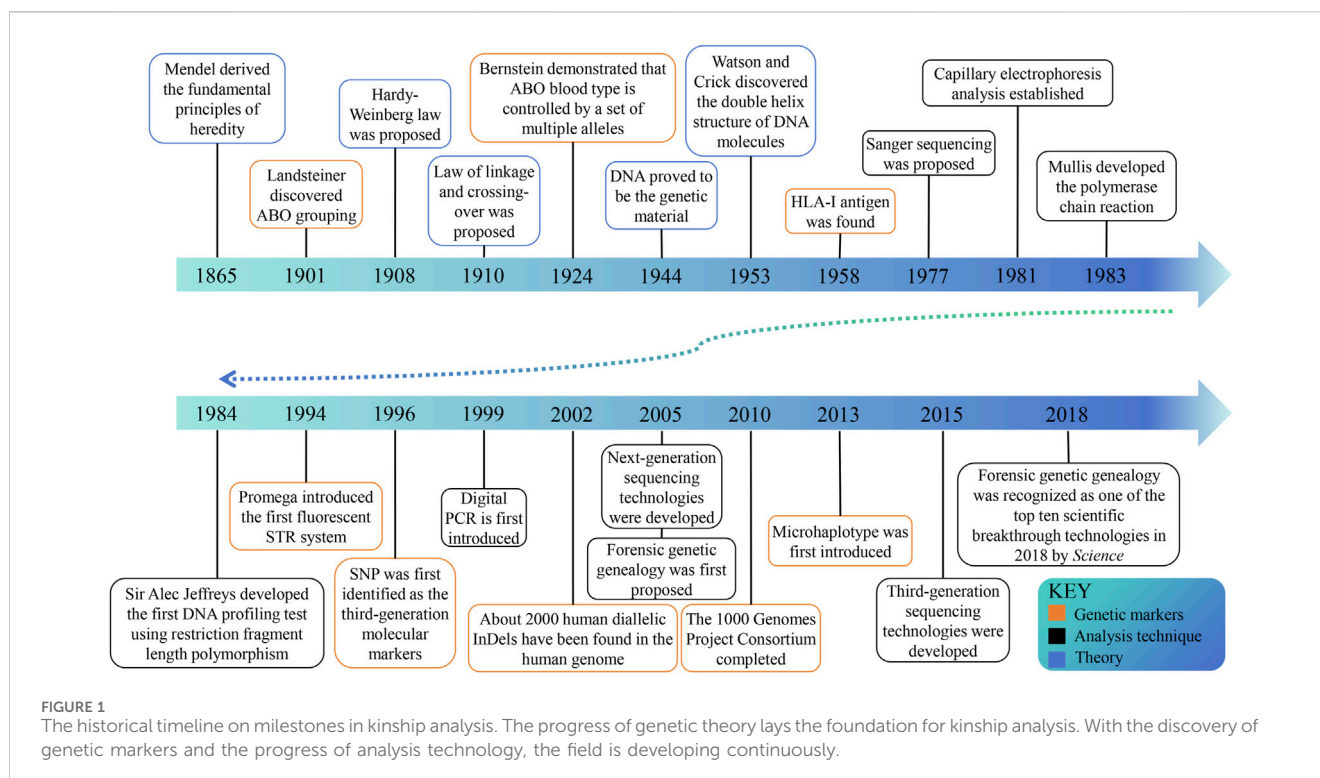 Mendel derived
the fundamental
principles of
heredity
Landsteiner
discovered
ABO grouping
Hardy-
Weinberg law
was proposed
Law of linkage
and crossing-
over was
proposed
Bernstein demonstrated that
ABO blood type is
controlled by a set of
multiple alleles
DNA proved to
be the genetic
material
Watson and
Crick discovered
the double helix
structure of DNA
molecules
HLA-I antigen
was found
Sanger sequencing
was proposed
Capillary electrophoresis
analysis established
Mullis developed
the polymerase
chain reaction
1865 1901 1908 1910 1924 1944 1953 1958 1977 1981 1983
1984 1994 1996 1999 2002 2005 2010 2013 2015 2018
Sir Alec Jeffreys developed
the first DNA profiling test
using restriction fragment
length polymorphism
Promega introduced
the first fluorescent
STR system
SNP was first
identified as the
third-generation
molecular
markers
Digital
PCR is first
introduced
About 2000 human diallelic
InDels have been found in the
human genome
Next-generation
sequencing
technologies
were developed
Forensic genetic
genealogy was first
proposed
The 1000 Genomes
Project Consortium
completed
Microhaplotype was
first introduced
Third-generation
sequencing
technologies were
developed
Forensic genetic genealogy
was recognized as one of the
top ten scientific
breakthrough technologies in
2018 by Science
KEY
Genetic markers
Analysis technique
Theory
FIGURE 1
The historical timeline on milestones in kinship analysis. The progress of genetic theory lays the foundation for kinship analysis. With the discovery of
genetic markers and the progress of analysis technology, the field is developing continuously.